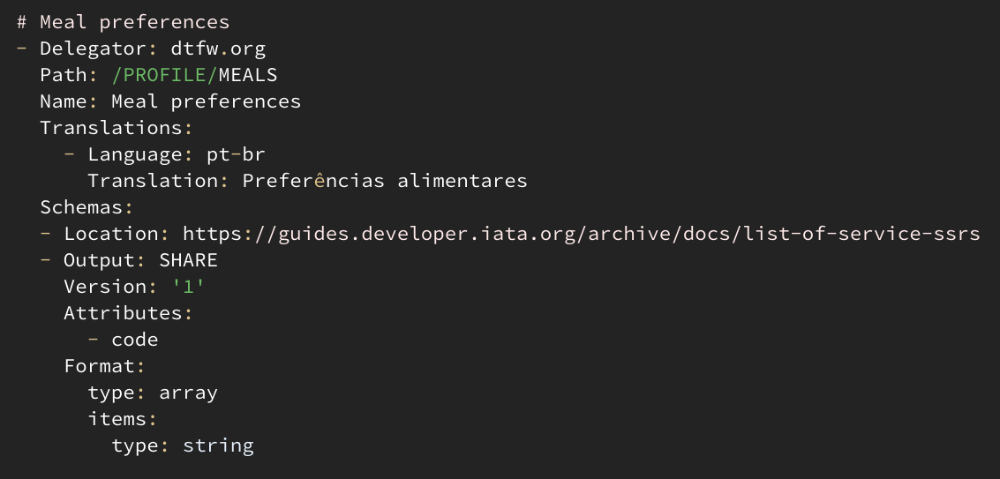 # Meal preferences
- Delegator: dtfw.org
  Path: /PROFILE/MEALS
  Name: Meal preferences
  Translations:
    - Language: pt-br
      Translation: Preferências alimentares
  Schemas:
  - Location: https://guides.developer.iata.org/archive/docs/list-of-service-ssrs
  - Output: SHARE
    Version: '1'
    Attributes:
      - code
    Format:
      type: array
      items:
        type: string